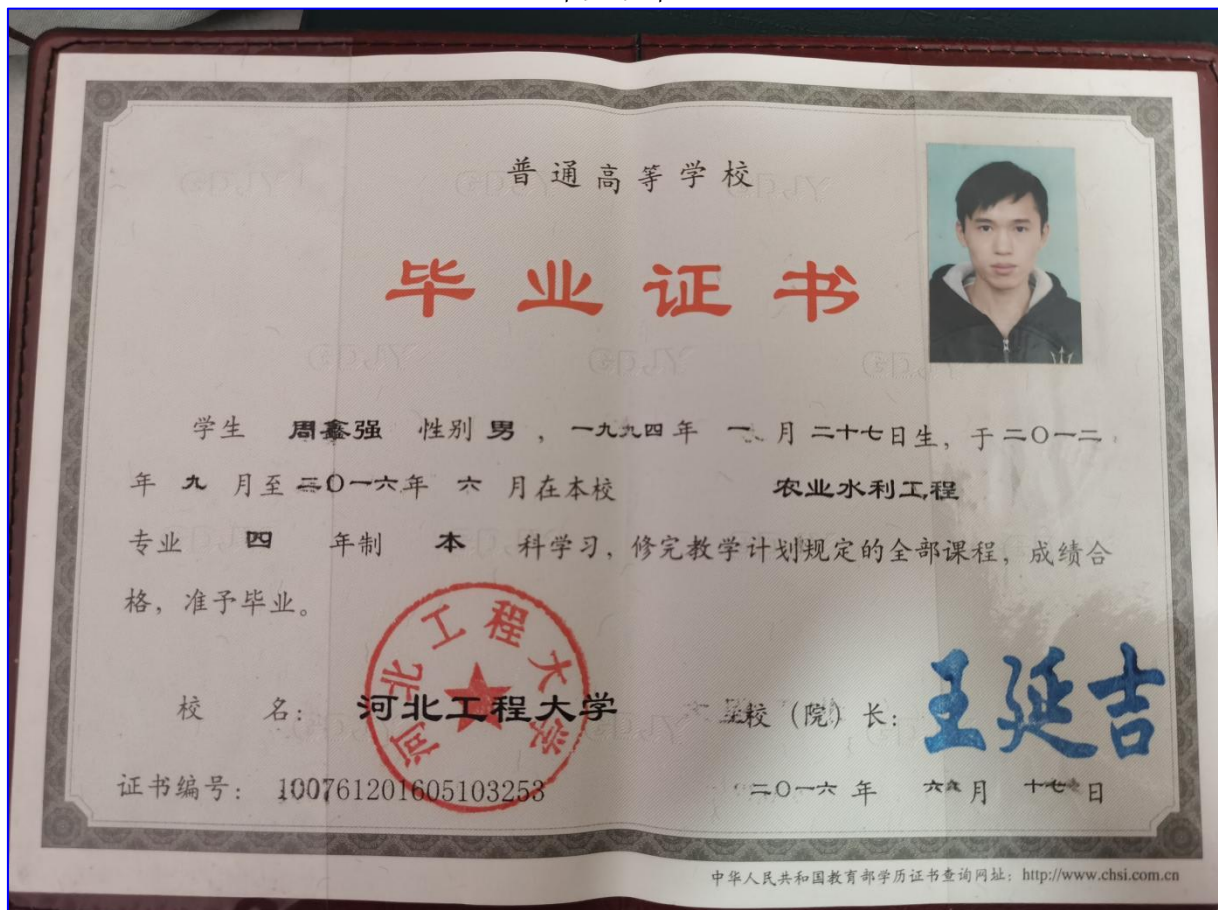 普通高等学校
毕业证书
学生 周鑫强 性别 男 ，一九九四年 一 月 二十七日生，于二〇一二
年 九 月至二〇一六年 六 月在本校 农业水利工程
专业 四 年制 本 科学习，修完教学计划规定的全部课程，成绩合
格，准予毕业。
河北工程大学
校 名： 河北工程大学 校（院）长：王延吉
证书编号： 100761201605103253 二〇一六 年 六 月 十七 日
中华人民共和国教育部学历证书查询网址：http://www.chsi.com.cn